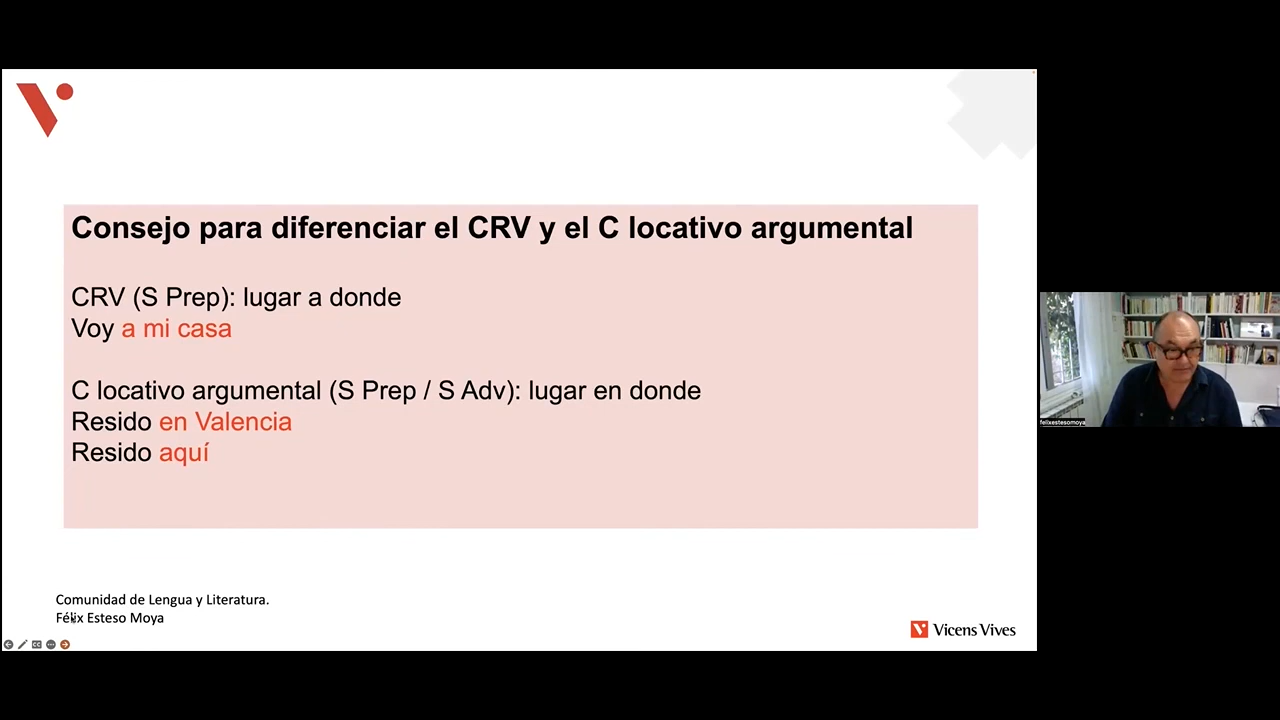 Consejo para diferenciar el CRV y el C locativo argumental
CRV (S Prep): lugar a donde
Voy a mi casa
C locativo argumental (S Prep / S Adv): lugar en donde
Resido en Valencia
Resido aquí
Comunidad de Lengua y Literatura.
Félix Esteso Moya
Vicens Vives
felixestesomoya